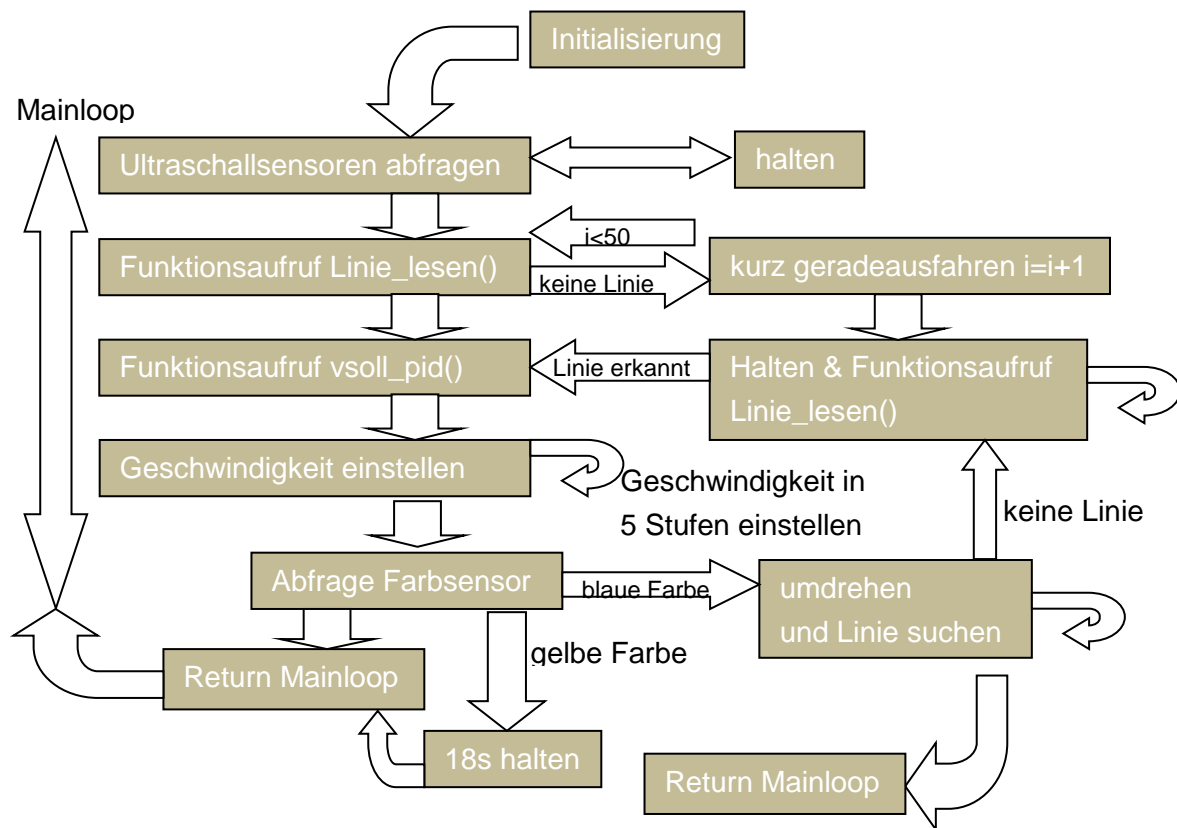 Initialisierung
Mainloop
Ultraschallsensoren abfragen
halten
i<50
Funktionsaufruf Linie_lesen()
keine Linie
kurz geradeausfahren i=i+1
Funktionsaufruf vsoll_pid()
Linie erkannt
Halten & Funktionsaufruf
Linie_lesen()
Geschwindigkeit einstellen
Geschwindigkeit in
5 Stufen einstellen
keine Linie
Abfrage Farbsensor
blaue Farbe
umdrehen
und Linie suchen
gelbe Farbe
Return Mainloop
18s halten
Return Mainloop